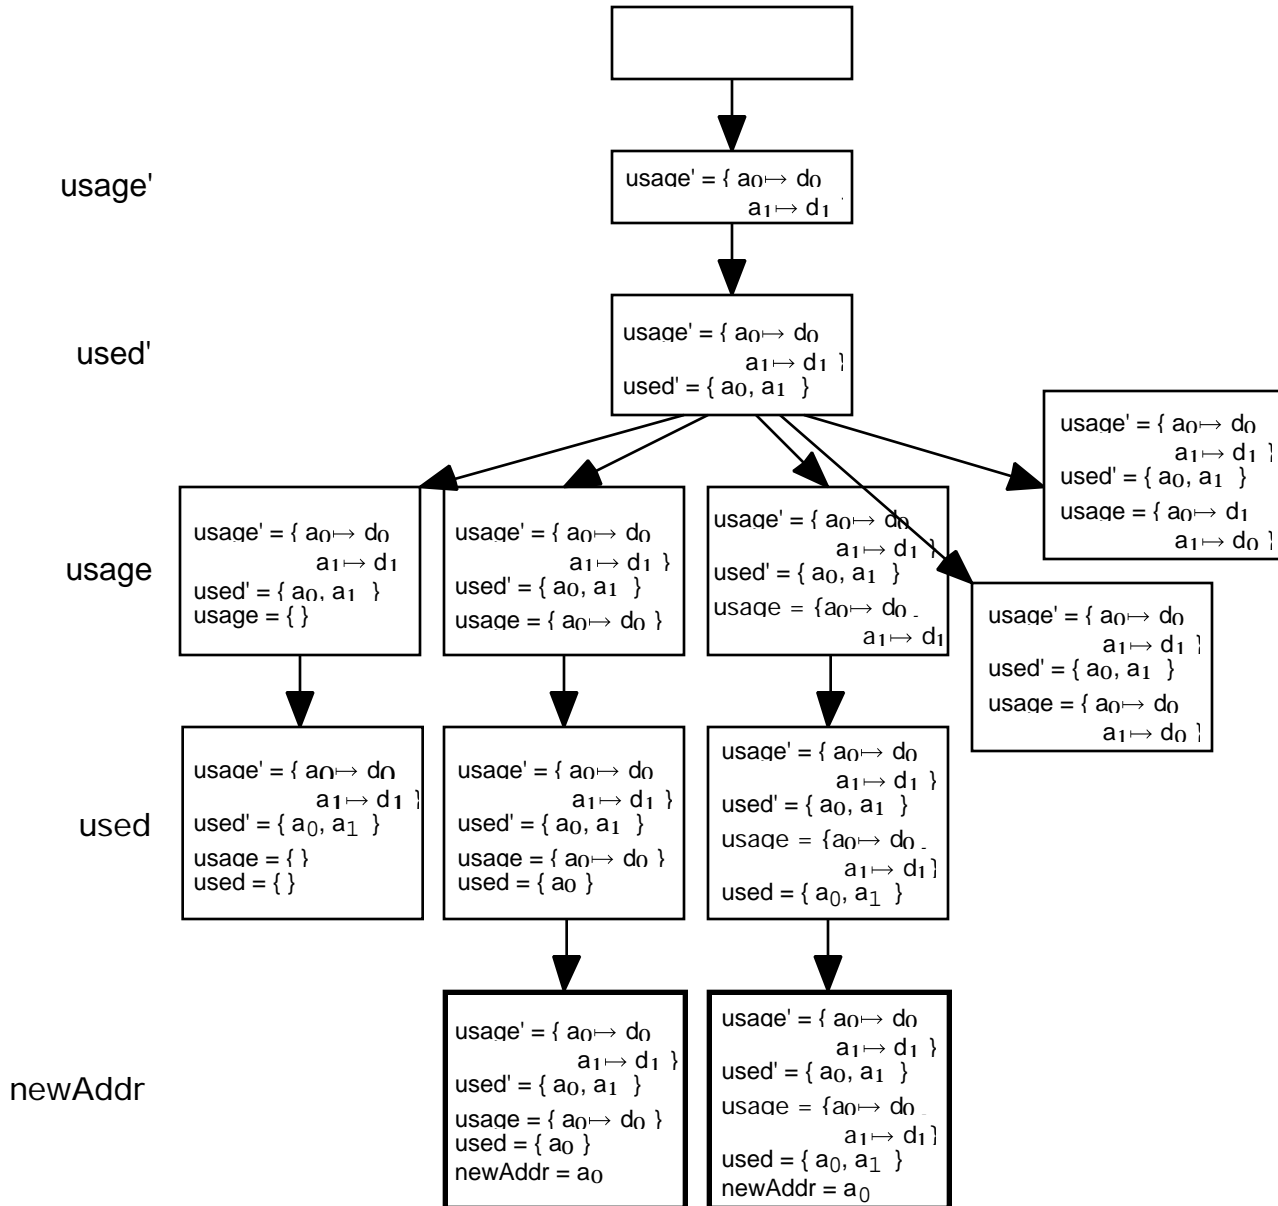 usage'
usage' = { a0 ↦ d0
a1 ↦ d1
used'
usage' = { a0 ↦ d0
a1 ↦ d1 }
used' = { a0, a1 }
usage
usage' = { a0 ↦ d0
a1 ↦ d1
used' = { a0, a1 }
usage = { }
usage' = { a0 ↦ d0
a1 ↦ d1 }
used' = { a0, a1 }
usage = { a0 ↦ d0 }
usage' = { a0 ↦ d0
a1 ↦ d1 }
used' = { a0, a1 }
usage = {a0 ↦ d0 ,
a1 ↦ d1
usage' = { a0 ↦ d0
a1 ↦ d1 }
used' = { a0, a1 }
usage = { a0 ↦ d0
a1 ↦ d0 }
usage' = { a0 ↦ d0
a1 ↦ d1 }
used' = { a0, a1 }
usage = { a0 ↦ d1
a1 ↦ d0 }
used
usage' = { a0 ↦ d0
a1 ↦ d1 }
used' = { a0, a1 }
usage = { }
used = { }
usage' = { a0 ↦ d0
a1 ↦ d1 }
used' = { a0, a1 }
usage = { a0 ↦ d0 }
used = { a0 }
usage' = { a0 ↦ d0
a1 ↦ d1 }
used' = { a0, a1 }
usage = {a0 ↦ d0 ,
a1 ↦ d1}
used = { a0, a1 }
newAddr
usage' = { a0 ↦ d0
a1 ↦ d1 }
used' = { a0, a1 }
usage = { a0 ↦ d0 }
used = { a0 }
newAddr = a0
usage' = { a0 ↦ d0
a1 ↦ d1 }
used' = { a0, a1 }
usage = {a0 ↦ d0 ,
a1 ↦ d1}
used = { a0, a1 }
newAddr = a0